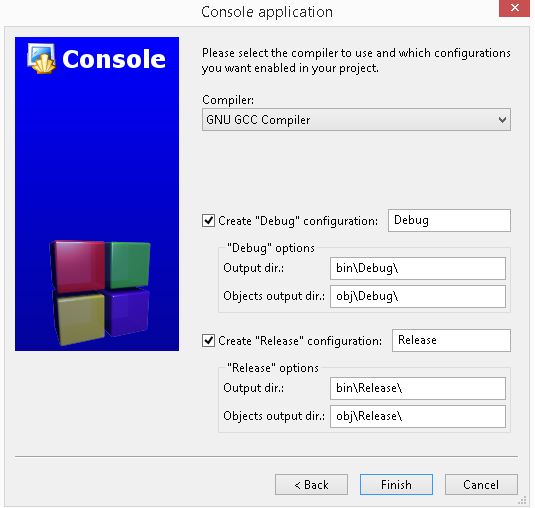 Console application
Console
Please select the compiler to use and which configurations
you want enabled in your project.
Compiler:
GNU GCC Compiler
Create "Debug" configuration: Debug
"Debug" options
Output dir.: bin\Debug\
Objects output dir.: obj\Debug\
Create "Release" configuration: Release
"Release" options
Output dir.: bin\Release\
Objects output dir.: obj\Release\
< Back Finish Cancel